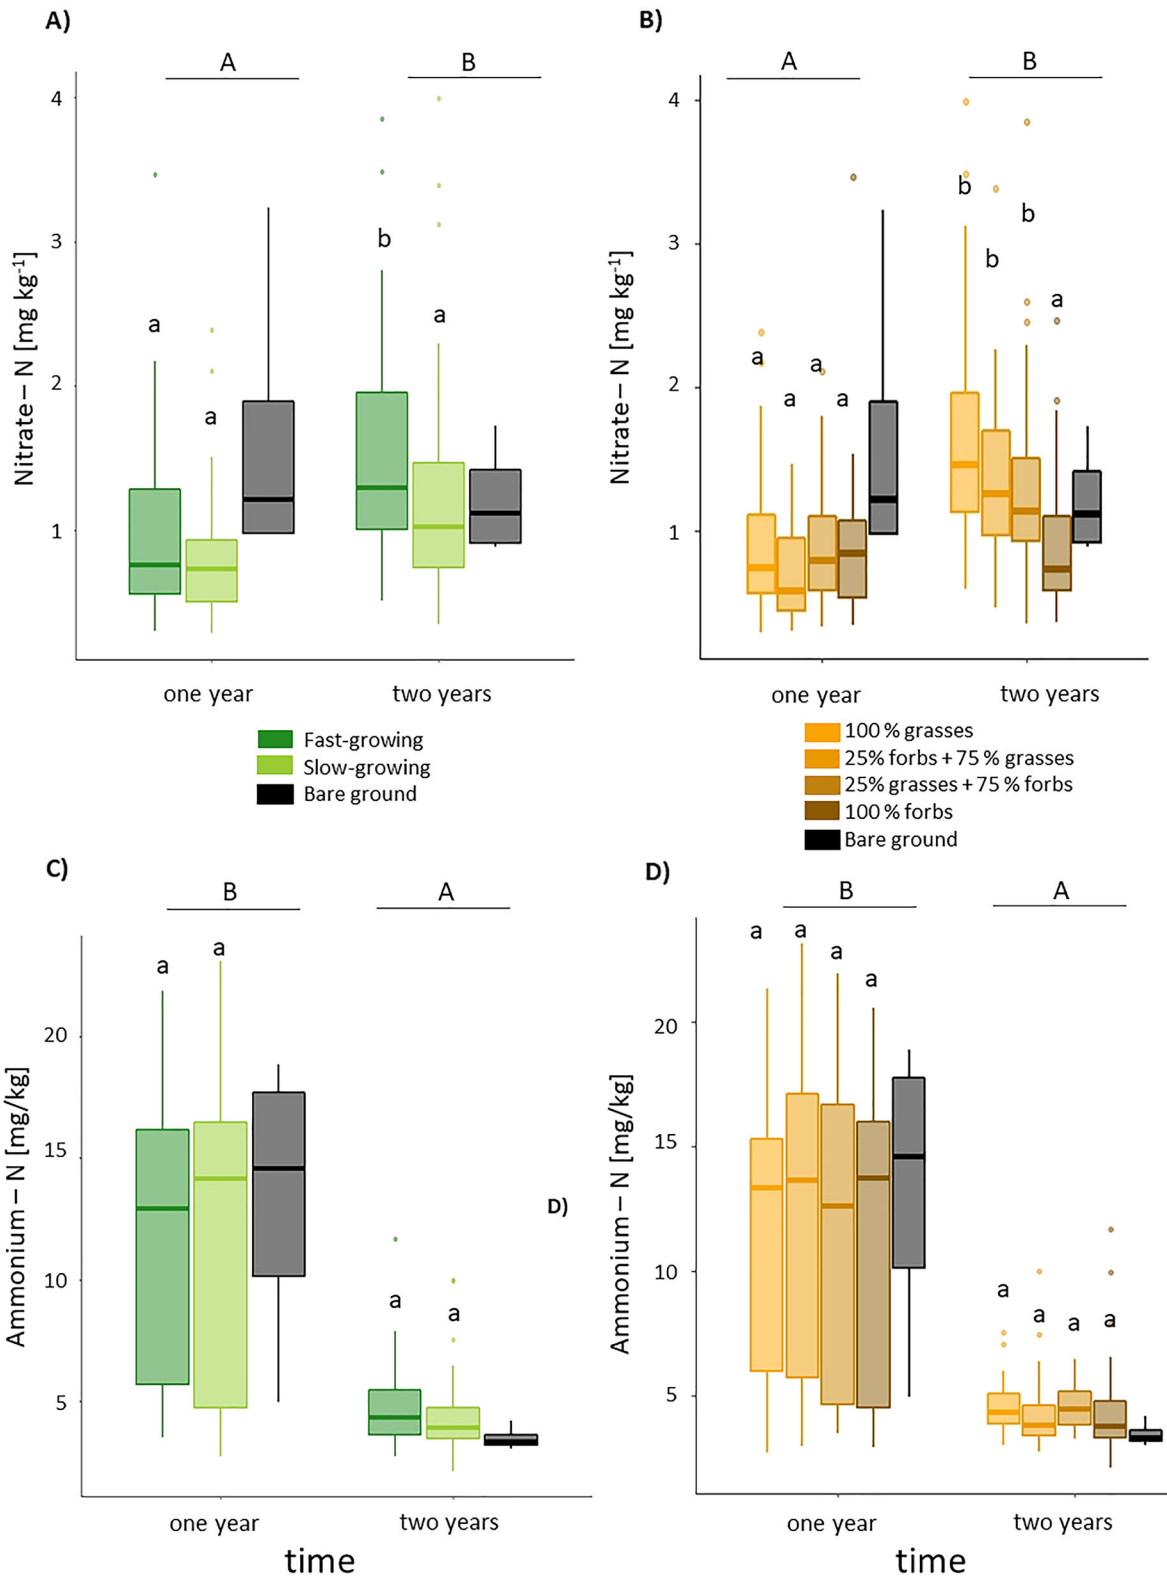 A)
A
B
4
3
2
1
Nitrate – N [mg kg-1]
a
a
b
a
one year
two years
Fast-growing
Slow-growing
Bare ground
B)
A
B
4
3
2
1
Nitrate – N [mg kg-1]
a
a
a
a
b
b
b
a
one year
two years
100 % grasses
25% forbs + 75 % grasses
25% grasses + 75 % forbs
100 % forbs
Bare ground
C)
B
A
20
15
10
5
Ammonium – N [mg/kg]
a
a
a
a
one year
two years
time
D)
D)
B
A
20
15
10
5
Ammonium – N [mg/kg]
a
a
a
a
a
a
a
a
one year
two years
time